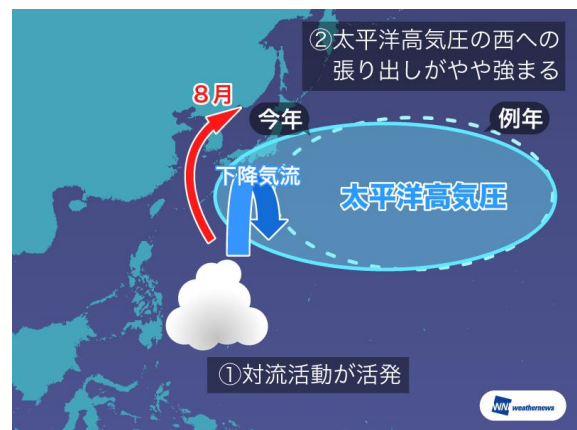 ②太平洋高気圧の西への
張り出しがやや強まる
8月
今年
例年
下降気流
太平洋高気圧
①対流活動が活発
WNI weathernews